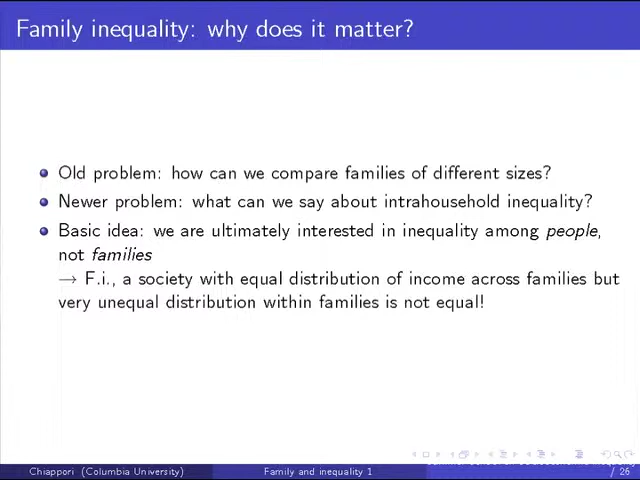 Family inequality: why does it matter?
Old problem: how can we compare families of different sizes?
Newer problem: what can we say about intrahousehold inequality?
Basic idea: we are ultimately interested in inequality among people,
not families
→ F.i., a society with equal distribution of income across families but
very unequal distribution within families is not equal!
Chiappori (Columbia University) Family and inequality 1 / 26